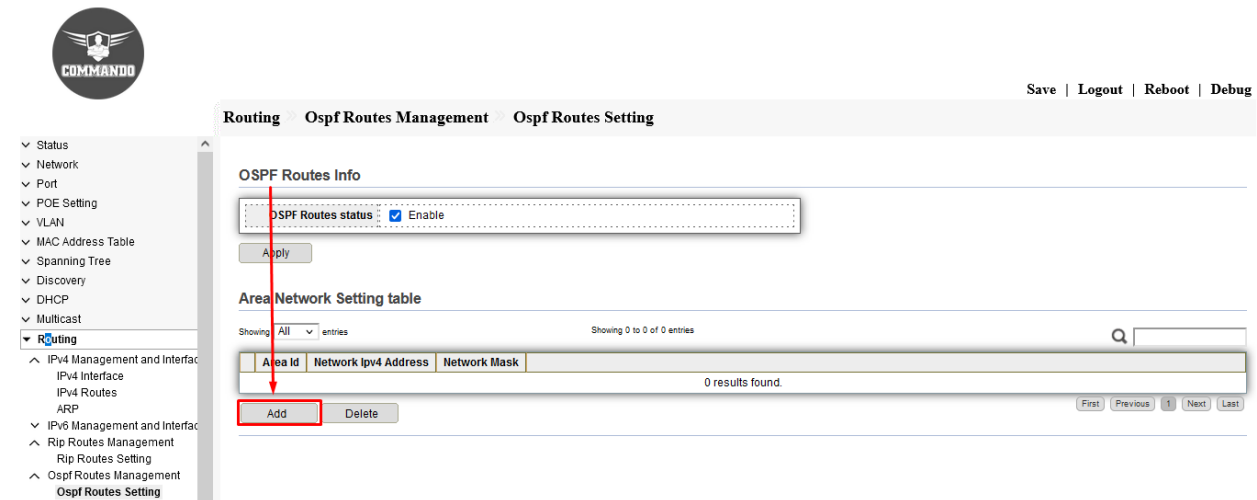 COMMANDO
Save | Logout | Reboot | Debug
Routing » Ospf Routes Management » Ospf Routes Setting
Status
Network
Port
POE Setting
VLAN
MAC Address Table
Spanning Tree
Discovery
DHCP
Multicast
Routing
IPv4 Management and Interfac
IPv4 Interface
IPv4 Routes
ARP
IPv6 Management and Interfac
Rip Routes Management
Rip Routes Setting
Ospf Routes Management
Ospf Routes Setting
OSPF Routes Info
OSPF Routes status Enable
Apply
Area Network Setting table
Showing All entries Showing 0 to 0 of 0 entries
Area Id Network Ipv4 Address Network Mask
0 results found.
Add Delete First Previous 1 Next Last